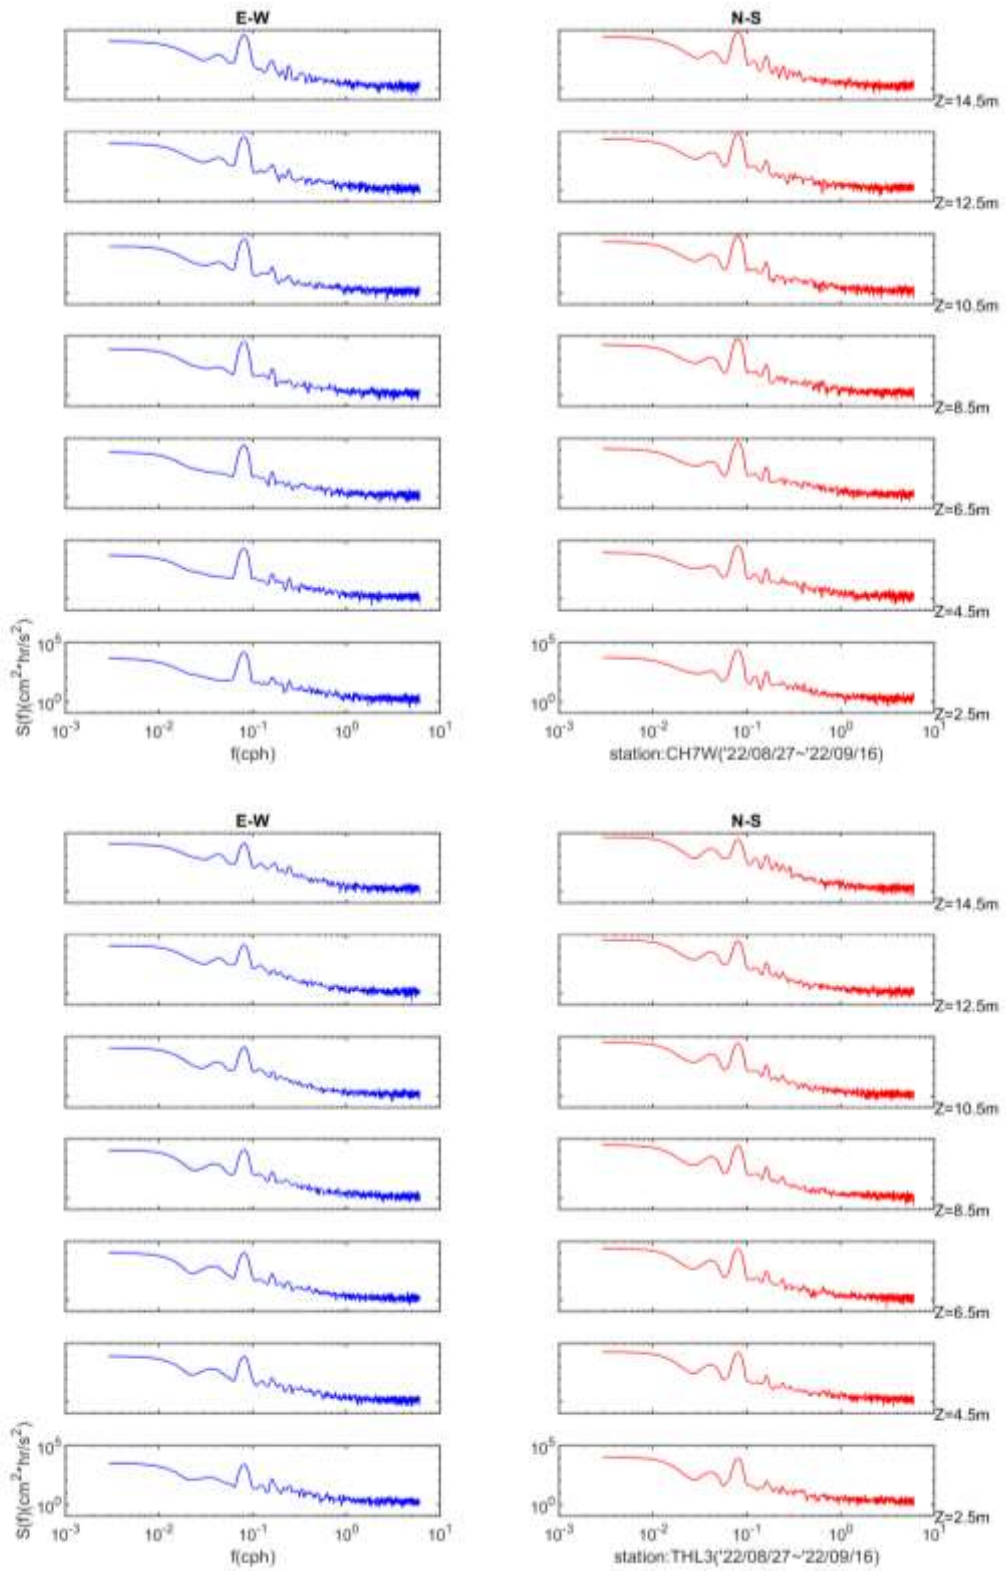 E-W N-S
Z=14.5m
Z=12.5m
Z=10.5m
Z=8.5m
Z=6.5m
Z=4.5m
S(f)(cm²*hr/s²)
10⁵ 10⁵
10⁰ 10⁰
Z=2.5m
10⁻³ 10⁻² 10⁻¹ 10⁰ 10¹ 10⁻³ 10⁻² 10⁻¹ 10⁰ 10¹
f(cph) station:CH7W('22/08/27~'22/09/16)
E-W N-S
Z=14.5m
Z=12.5m
Z=10.5m
Z=8.5m
Z=6.5m
Z=4.5m
S(f)(cm²*hr/s²)
10⁵ 10⁵
10⁰ 10⁰
Z=2.5m
10⁻³ 10⁻² 10⁻¹ 10⁰ 10¹ 10⁻³ 10⁻² 10⁻¹ 10⁰ 10¹
f(cph) station:THL3('22/08/27~'22/09/16)